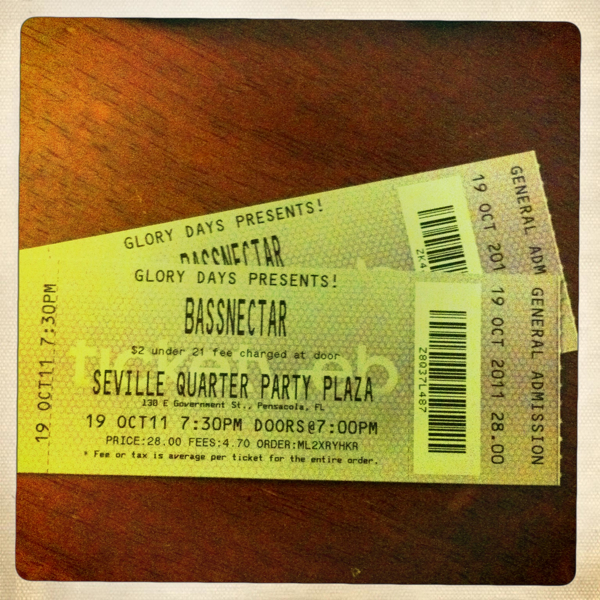 GLORY DAYS PRESENTS!
BASSNECTAR
19 OCT 201
GENERAL ADM
19 OCT11 7:30PM
GLORY DAYS PRESENTS!
BASSNECTAR
$2 under 21 fee charged at door
ticketweb
SEVILLE QUARTER PARTY PLAZA
130 E Government St., Pensacola, FL
19 OCT11 7:30PM DOORS@7:00PM
PRICE:28.00 FEES:4.70 ORDER:ML2XRYHKR
* Fee or tax is average per ticket for the entire order.
19 OCT 2011 28.00
GENERAL ADMISSION